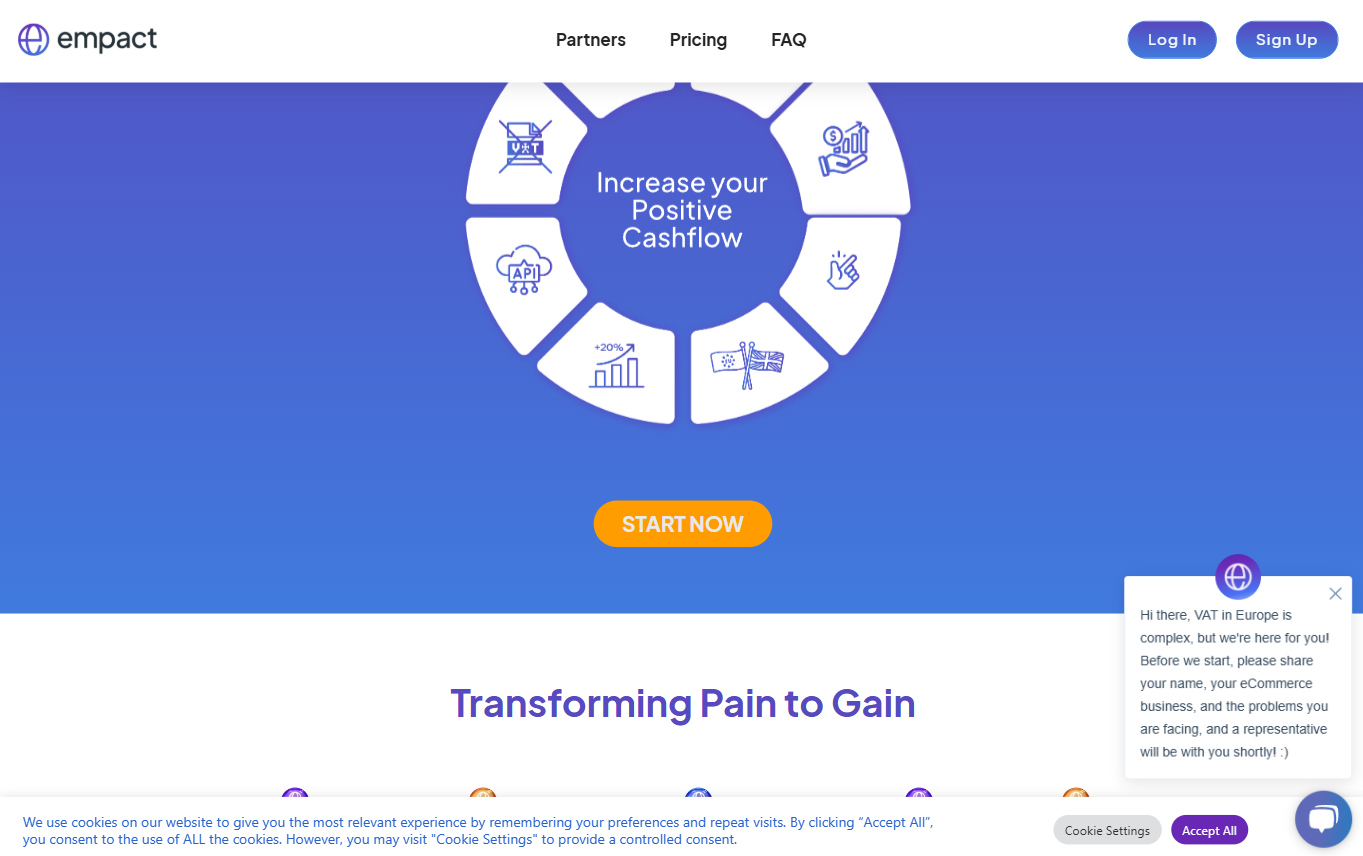 empact
Partners
Pricing
FAQ
Log In
Sign Up
VAT
Increase your
Positive
Cashflow
API
+20%
START NOW
Hi there, VAT in Europe is
complex, but we're here for you!
Before we start, please share
your name, your eCommerce
business, and the problems you
are facing, and a representative
will be with you shortly! :)
Transforming Pain to Gain
We use cookies on our website to give you the most relevant experience by remembering your preferences and repeat visits. By clicking “Accept All”,
you consent to the use of ALL the cookies. However, you may visit "Cookie Settings" to provide a controlled consent.
Cookie Settings
Accept All